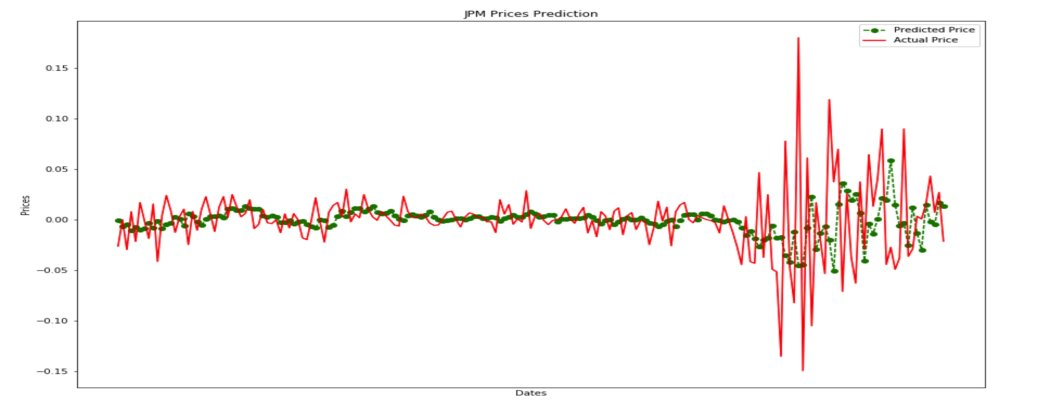 JPM Prices Prediction
Predicted Price
Actual Price
0.15
0.10
0.05
0.00
−0.05
−0.10
−0.15
Prices
Dates